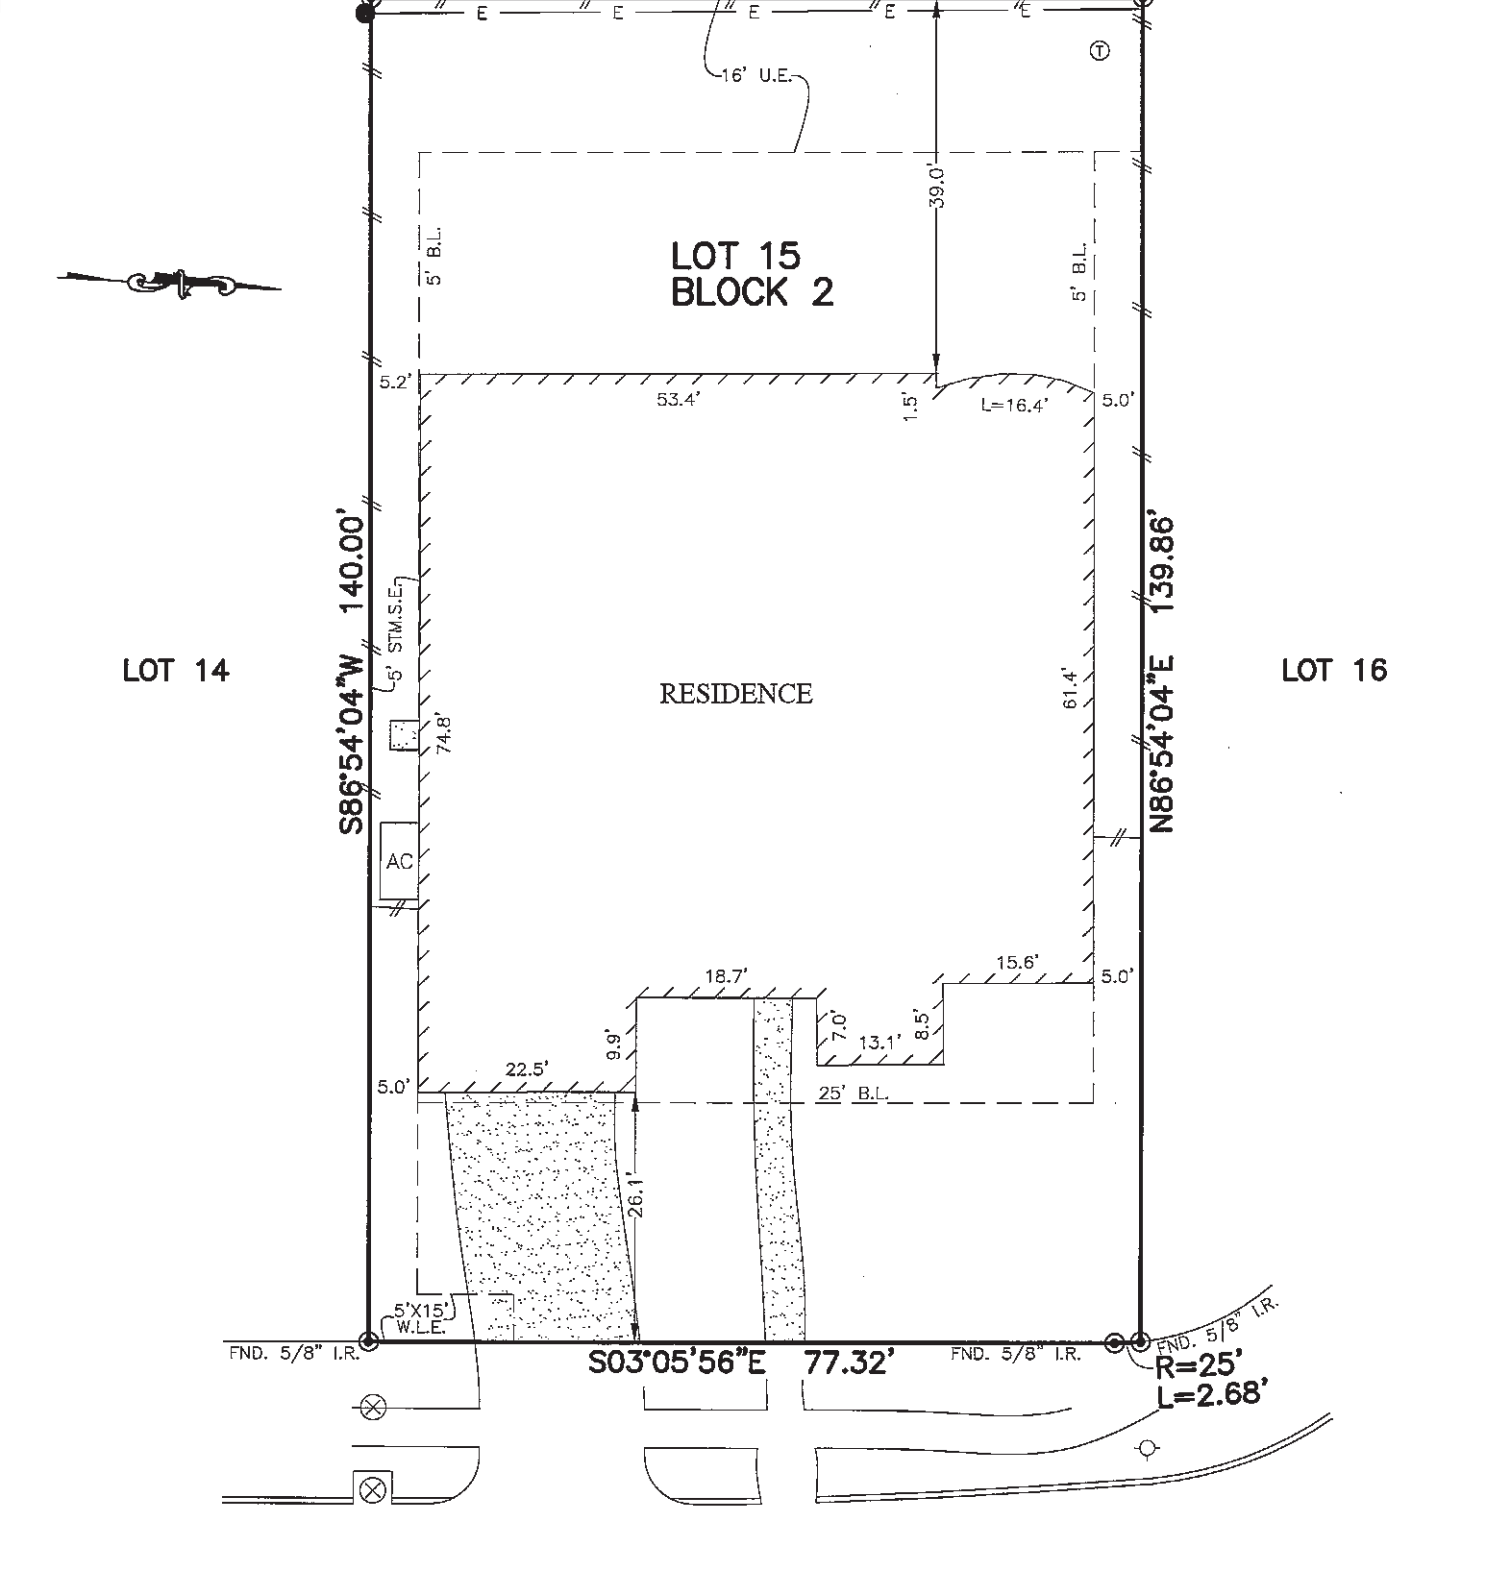 E E E E E
T
16' U.E.
39.0'
5' B.L.
LOT 15
BLOCK 2
5' B.L.
5.2'
53.4'
1.5'
L=16.4'
5.0'
S86°54'04"W 140.00'
N86°54'04"E 139.86'
5' STM.S.E.
LOT 14
RESIDENCE
61.4'
LOT 16
74.8'
AC
18.7'
15.6'
5.0'
9.9'
7.0'
13.1'
8.5'
22.5'
5.0'
25' B.L.
26.1'
5'X15'
W.L.E.
FND. 5/8" I.R.
S03°05'56"E 77.32'
FND. 5/8" I.R.
FND. 5/8" I.R.
R=25'
L=2.68'